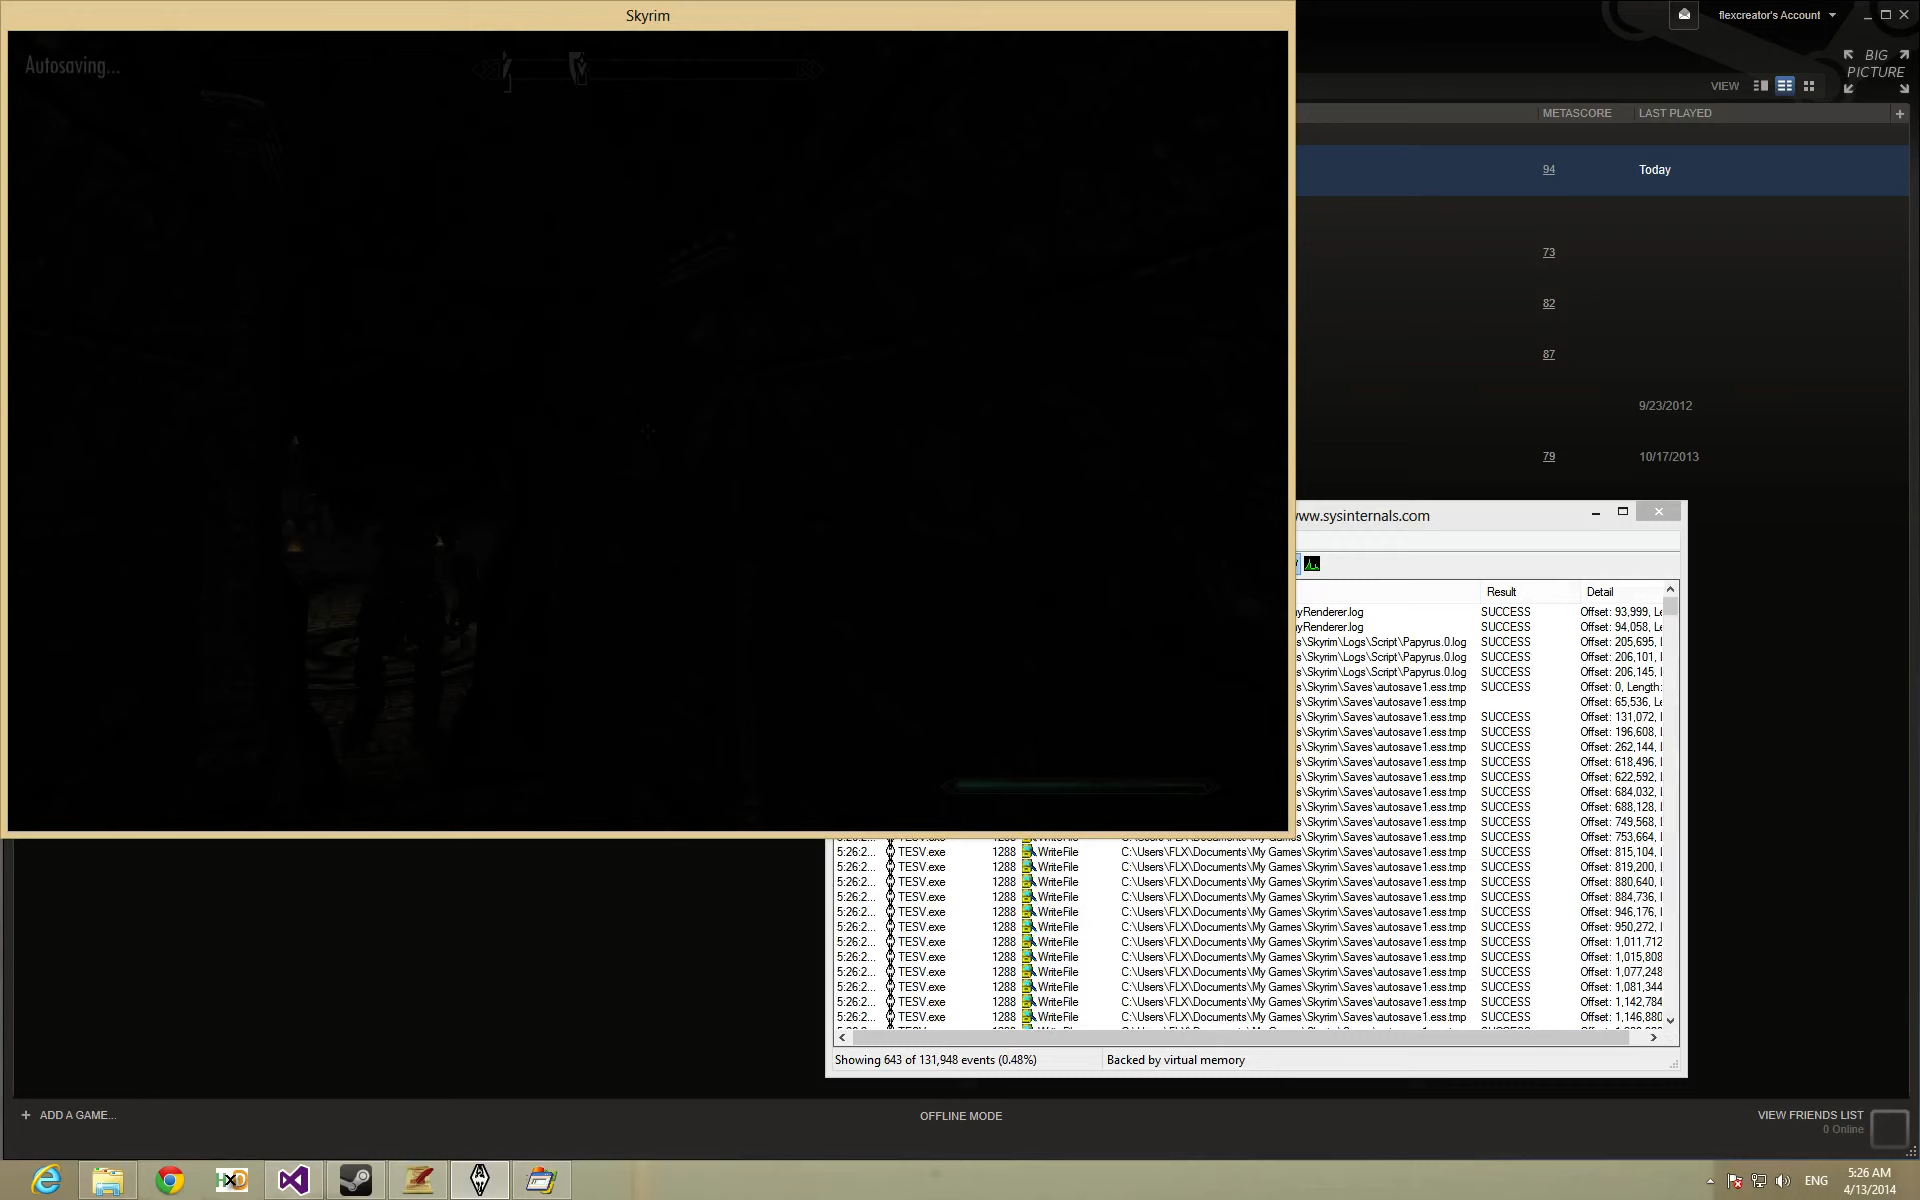 Skyrim
Autosaving...
flexcreator's Account
BIG
PICTURE
VIEW
METASCORE
LAST PLAYED
94
Today
73
82
87
9/23/2012
79
10/17/2013
www.sysinternals.com
Result
Detail
yRenderer.log SUCCESS Offset: 93,999, Le
yRenderer.log SUCCESS Offset: 94,058, Le
s\Skyrim\Logs\Script\Papyrus.0.log SUCCESS Offset: 205,695, l
s\Skyrim\Logs\Script\Papyrus.0.log SUCCESS Offset: 206,101, l
s\Skyrim\Logs\Script\Papyrus.0.log SUCCESS Offset: 206,145, l
s\Skyrim\Saves\autosave1.ess.tmp SUCCESS Offset: 0, Length:
s\Skyrim\Saves\autosave1.ess.tmp Offset: 65,536, Le
s\Skyrim\Saves\autosave1.ess.tmp SUCCESS Offset: 131,072, l
s\Skyrim\Saves\autosave1.ess.tmp SUCCESS Offset: 196,608, l
s\Skyrim\Saves\autosave1.ess.tmp SUCCESS Offset: 262,144, l
s\Skyrim\Saves\autosave1.ess.tmp SUCCESS Offset: 618,496, l
s\Skyrim\Saves\autosave1.ess.tmp SUCCESS Offset: 622,592, l
s\Skyrim\Saves\autosave1.ess.tmp SUCCESS Offset: 684,032, l
s\Skyrim\Saves\autosave1.ess.tmp SUCCESS Offset: 688,128, l
s\Skyrim\Saves\autosave1.ess.tmp SUCCESS Offset: 749,568, l
s\Skyrim\Saves\autosave1.ess.tmp SUCCESS Offset: 753,664, l
5:26:2... TESV.exe 1288 WriteFile C:\Users\FLX\Documents\My Games\Skyrim\Saves\autosave1.ess.tmp SUCCESS Offset: 815,104, l
5:26:2... TESV.exe 1288 WriteFile C:\Users\FLX\Documents\My Games\Skyrim\Saves\autosave1.ess.tmp SUCCESS Offset: 819,200, l
5:26:2... TESV.exe 1288 WriteFile C:\Users\FLX\Documents\My Games\Skyrim\Saves\autosave1.ess.tmp SUCCESS Offset: 880,640, l
5:26:2... TESV.exe 1288 WriteFile C:\Users\FLX\Documents\My Games\Skyrim\Saves\autosave1.ess.tmp SUCCESS Offset: 884,736, l
5:26:2... TESV.exe 1288 WriteFile C:\Users\FLX\Documents\My Games\Skyrim\Saves\autosave1.ess.tmp SUCCESS Offset: 946,176, l
5:26:2... TESV.exe 1288 WriteFile C:\Users\FLX\Documents\My Games\Skyrim\Saves\autosave1.ess.tmp SUCCESS Offset: 950,272, l
5:26:2... TESV.exe 1288 WriteFile C:\Users\FLX\Documents\My Games\Skyrim\Saves\autosave1.ess.tmp SUCCESS Offset: 1,011,712
5:26:2... TESV.exe 1288 WriteFile C:\Users\FLX\Documents\My Games\Skyrim\Saves\autosave1.ess.tmp SUCCESS Offset: 1,015,808
5:26:2... TESV.exe 1288 WriteFile C:\Users\FLX\Documents\My Games\Skyrim\Saves\autosave1.ess.tmp SUCCESS Offset: 1,077,248
5:26:2... TESV.exe 1288 WriteFile C:\Users\FLX\Documents\My Games\Skyrim\Saves\autosave1.ess.tmp SUCCESS Offset: 1,081,344
5:26:2... TESV.exe 1288 WriteFile C:\Users\FLX\Documents\My Games\Skyrim\Saves\autosave1.ess.tmp SUCCESS Offset: 1,142,784
5:26:2... TESV.exe 1288 WriteFile C:\Users\FLX\Documents\My Games\Skyrim\Saves\autosave1.ess.tmp SUCCESS Offset: 1,146,880
Showing 643 of 131,948 events (0.48%)
Backed by virtual memory
+ ADD A GAME...
OFFLINE MODE
VIEW FRIENDS LIST
0 Online
ENG
5:26 AM
4/13/2014